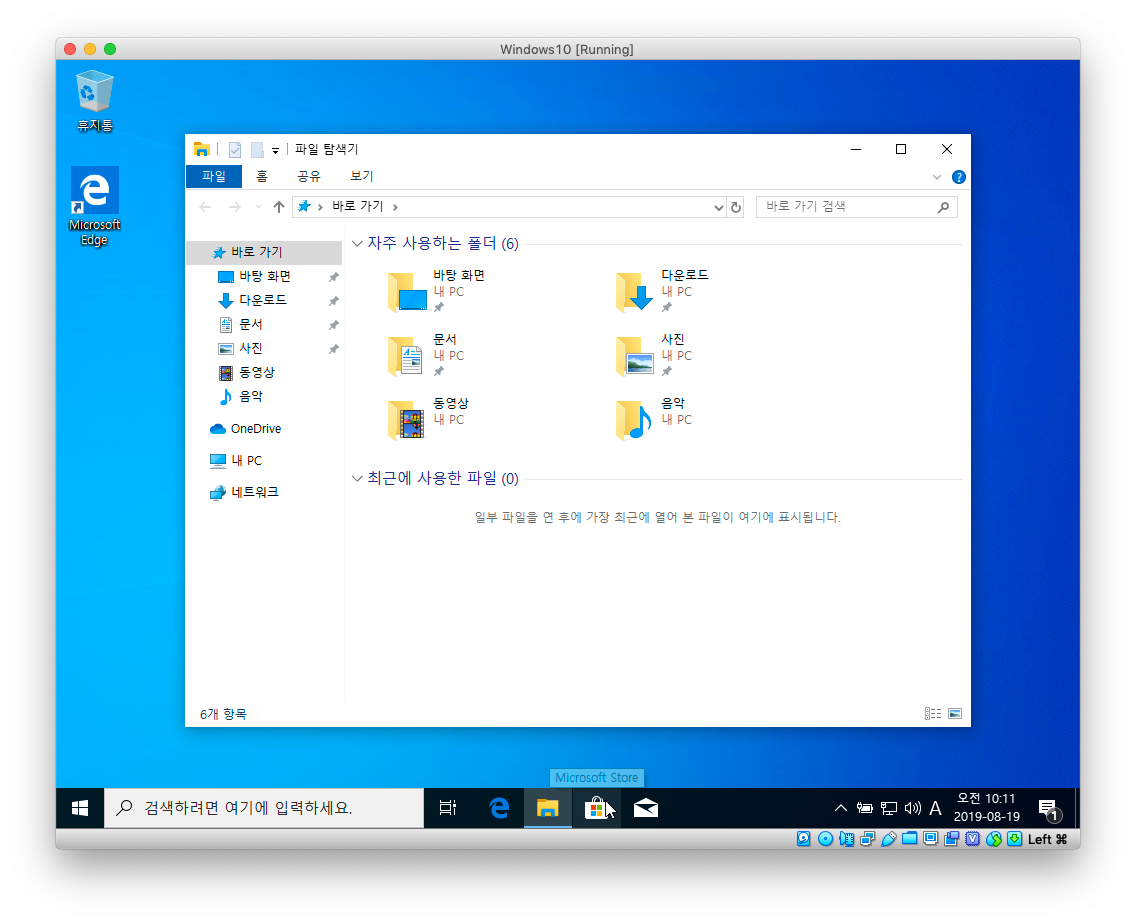 Windows10 [Running]
휴지통
Microsoft
Edge
파일 탐색기
파일 홈 공유 보기
바로 가기
바로 가기 검색
바로 가기
바탕 화면
다운로드
문서
사진
동영상
음악
OneDrive
내 PC
네트워크
자주 사용하는 폴더 (6)
바탕 화면
내 PC
다운로드
내 PC
문서
내 PC
사진
내 PC
동영상
내 PC
음악
내 PC
최근에 사용한 파일 (0)
일부 파일을 연 후에 가장 최근에 열어 본 파일이 여기에 표시됩니다.
6개 항목
Microsoft Store
검색하려면 여기에 입력하세요.
A
오전 10:11
2019-08-19
1
Left ⌘